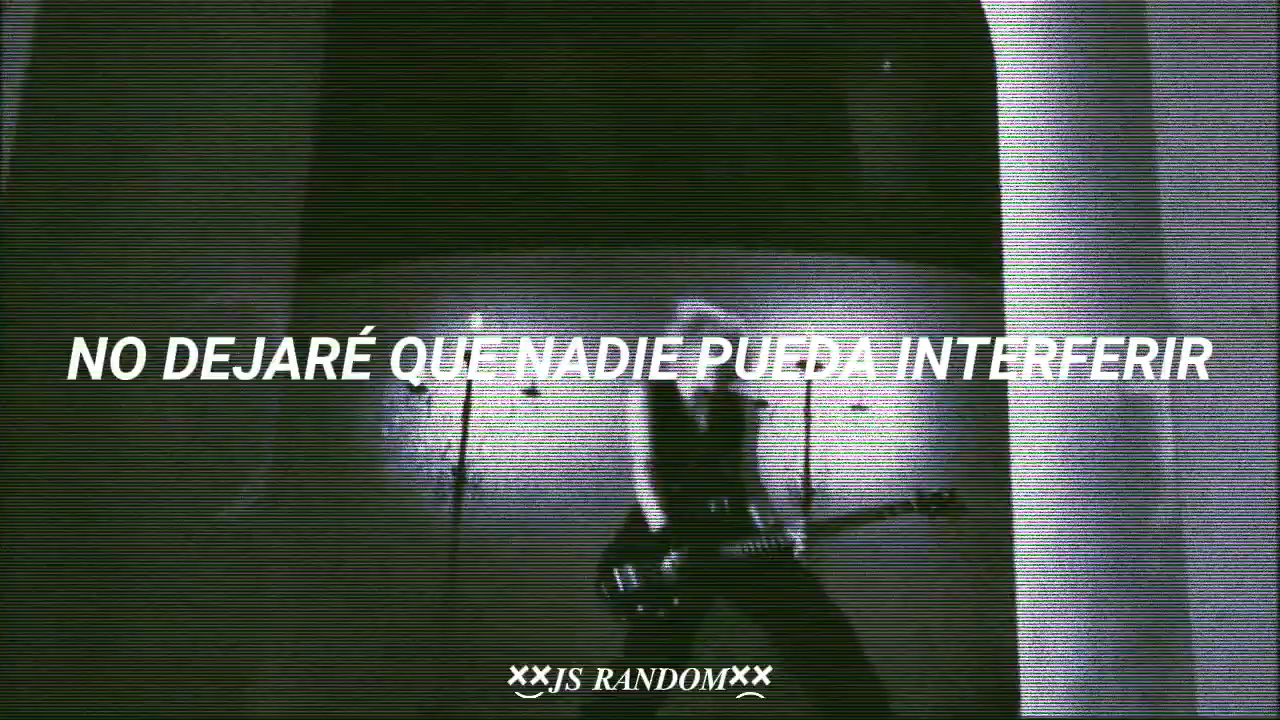 NO DEJARÉ QUE NADIE PUEDA INTERFERIR
××JS RANDOM××